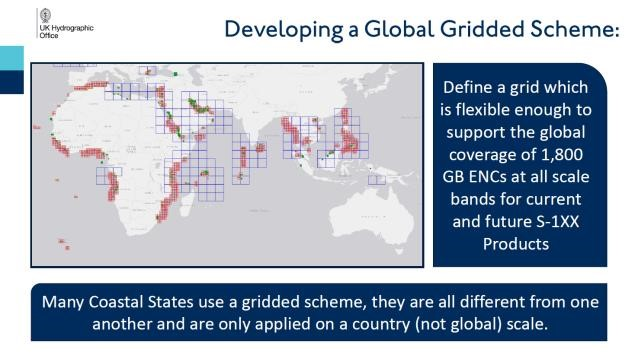 UK Hydrographic
Office
Developing a Global Gridded Scheme:
Define a grid which
is flexible enough to
support the global
coverage of 1,800
GB ENCs at all scale
bands for current
and future S-1XX
Products
Many Coastal States use a gridded scheme, they are all different from one
another and are only applied on a country (not global) scale.